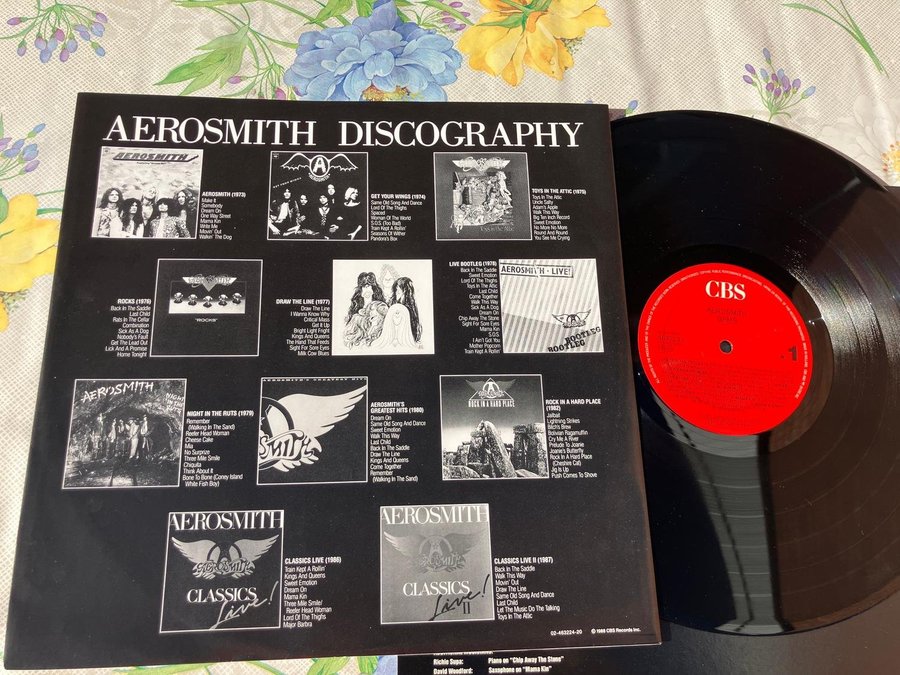 AEROSMITH DISCOGRAPHY
AEROSMITH
AEROSMITH (1973)
Make It
Somebody
Dream On
One Way Street
Mama Kin
Write Me
Movin' Out
Walkin' The Dog
A
GET YOUR WINGS (1974)
Same Old Song And Dance
Lord Of The Thighs
Spaced
Woman Of The World
S.O.S. (Too Bad)
Train Kept A Rollin'
Seasons Of Wither
Pandora's Box
Toys in the Attic
TOYS IN THE ATTIC (1975)
Toys In The Attic
Uncle Salty
Adam's Apple
Walk This Way
Big Ten Inch Record
Sweet Emotion
No More No More
Round And Round
You See Me Crying
ROCKS (1976)
Back In The Saddle
Last Child
Rats In The Cellar
Combination
Sick As A Dog
Nobody's Fault
Get The Lead Out
Lick And A Promise
Home Tonight
"ROCKS"
DRAW THE LINE (1977)
Draw The Line
I Wanna Know Why
Critical Mass
Get It Up
Bright Light Fright
Kings And Queens
The Hand That Feeds
Sight For Sore Eyes
Milk Cow Blues
LIVE BOOTLEG (1978)
Back In The Saddle
Sweet Emotion
Lord Of The Thighs
Toys In The Attic
Last Child
Come Together
Walk This Way
Sick As A Dog
Dream On
Chip Away The Stone
Sight For Sore Eyes
Mama Kin
S.O.S.
I Ain't Got You
Mother Popcorn
Train Kept A Rollin'
AEROSMITH · LIVE!
BOOTLEG
BOOTLEG
AEROSMITH
NIGHT IN THE RUTS
NIGHT IN THE RUTS (1979)
Remember
(Walking In The Sand)
Reefer Head Woman
Cheese Cake
Mia
No Surprize
Three Mile Smile
Chiquita
Think About It
Bone To Bone (Coney Island
White Fish Boy)
AEROSMITH'S GREATEST HITS
SMITH
AEROSMITH'S
GREATEST HITS (1980)
Dream On
Same Old Song And Dance
Sweet Emotion
Walk This Way
Last Child
Back In The Saddle
Draw The Line
Kings And Queens
Come Together
Remember
(Walking In The Sand)
ROCK IN A HARD PLACE
ROCK IN A HARD PLACE
(1982)
Jailbait
Lightning Strikes
Bitch's Brew
Bolivian Ragamuffin
Cry Me A River
Prelude To Joanie
Joanie's Butterfly
Rock In A Hard Place
(Cheshire Cat)
Jig Is Up
Push Comes To Shove
AEROSMITH
AEROSMITH
CLASSICS
Live!
CLASSICS LIVE (1986)
Train Kept A Rollin'
Kings And Queens
Sweet Emotion
Dream On
Mama Kin
Three Mile Smile/
Reefer Head Woman
Lord Of The Thighs
Major Barbra
AEROSMITH
AEROSMITH
CLASSICS
Live!
II
CLASSICS LIVE II (1987)
Back In The Saddle
Walk This Way
Movin' Out
Draw The Line
Same Old Song And Dance
Last Child
Let The Music Do The Talking
Toys In The Attic
02-463224-20 © 1988 CBS Records Inc.
CBS
AEROSMITH
1
Richie Supa: Piano on "Chip Away The Stone"
David Woodford: Saxophone on "Mama Kin"